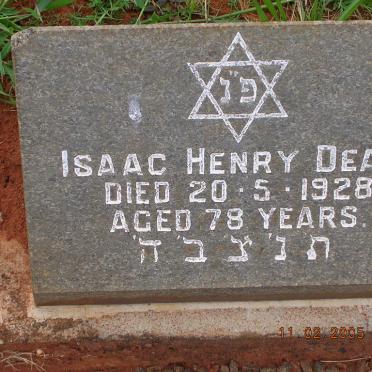 פ״נ
ISAAC HENRY DEA
DIED 20·5·1928
AGED 78 YEARS.
ת'נ'צ'ב'ה'
11 02 2005